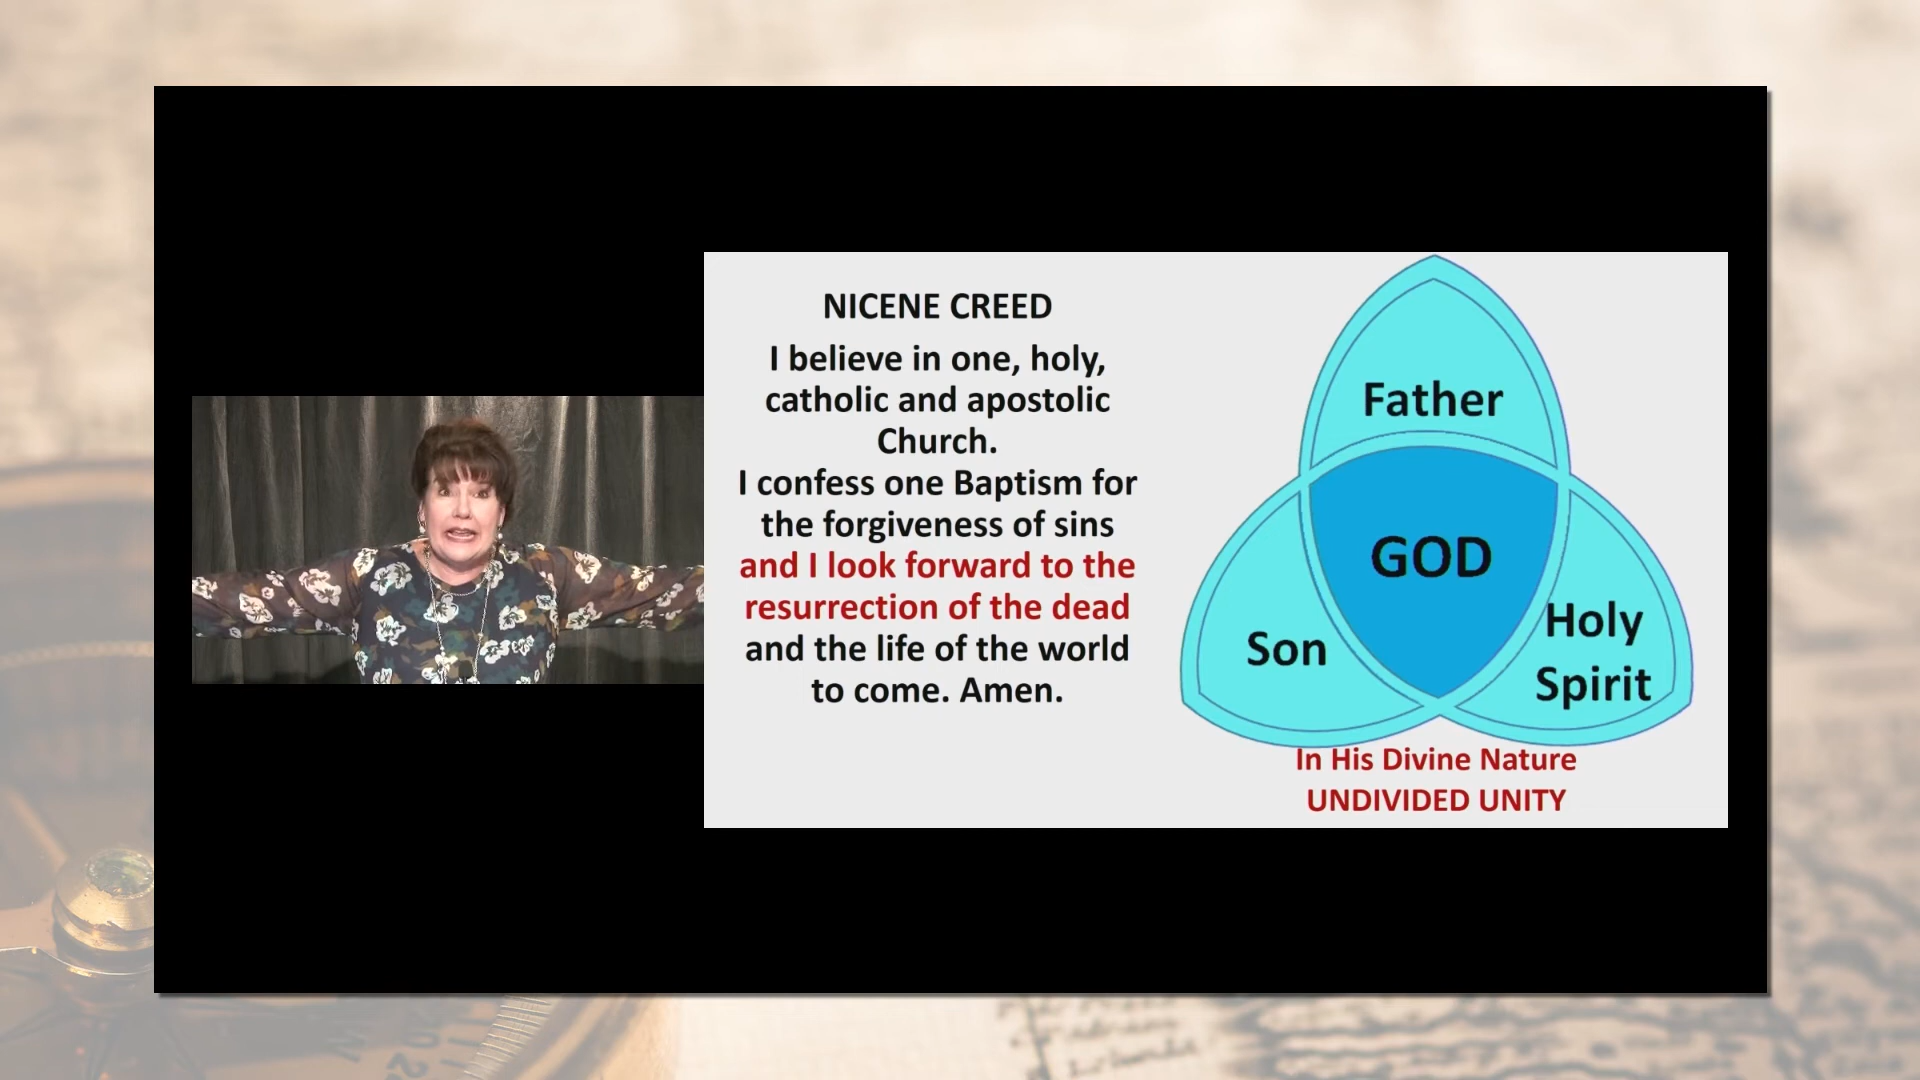 NICENE CREED
I believe in one, holy,
catholic and apostolic
Church.
I confess one Baptism for
the forgiveness of sins
and I look forward to the
resurrection of the dead
and the life of the world
to come. Amen.
Father
GOD
Son
Holy
Spirit
In His Divine Nature
UNDIVIDED UNITY